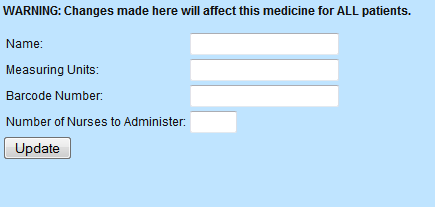 WARNING: Changes made here will affect this medicine for ALL patients.
Name:
Measuring Units:
Barcode Number:
Number of Nurses to Administer:
Update